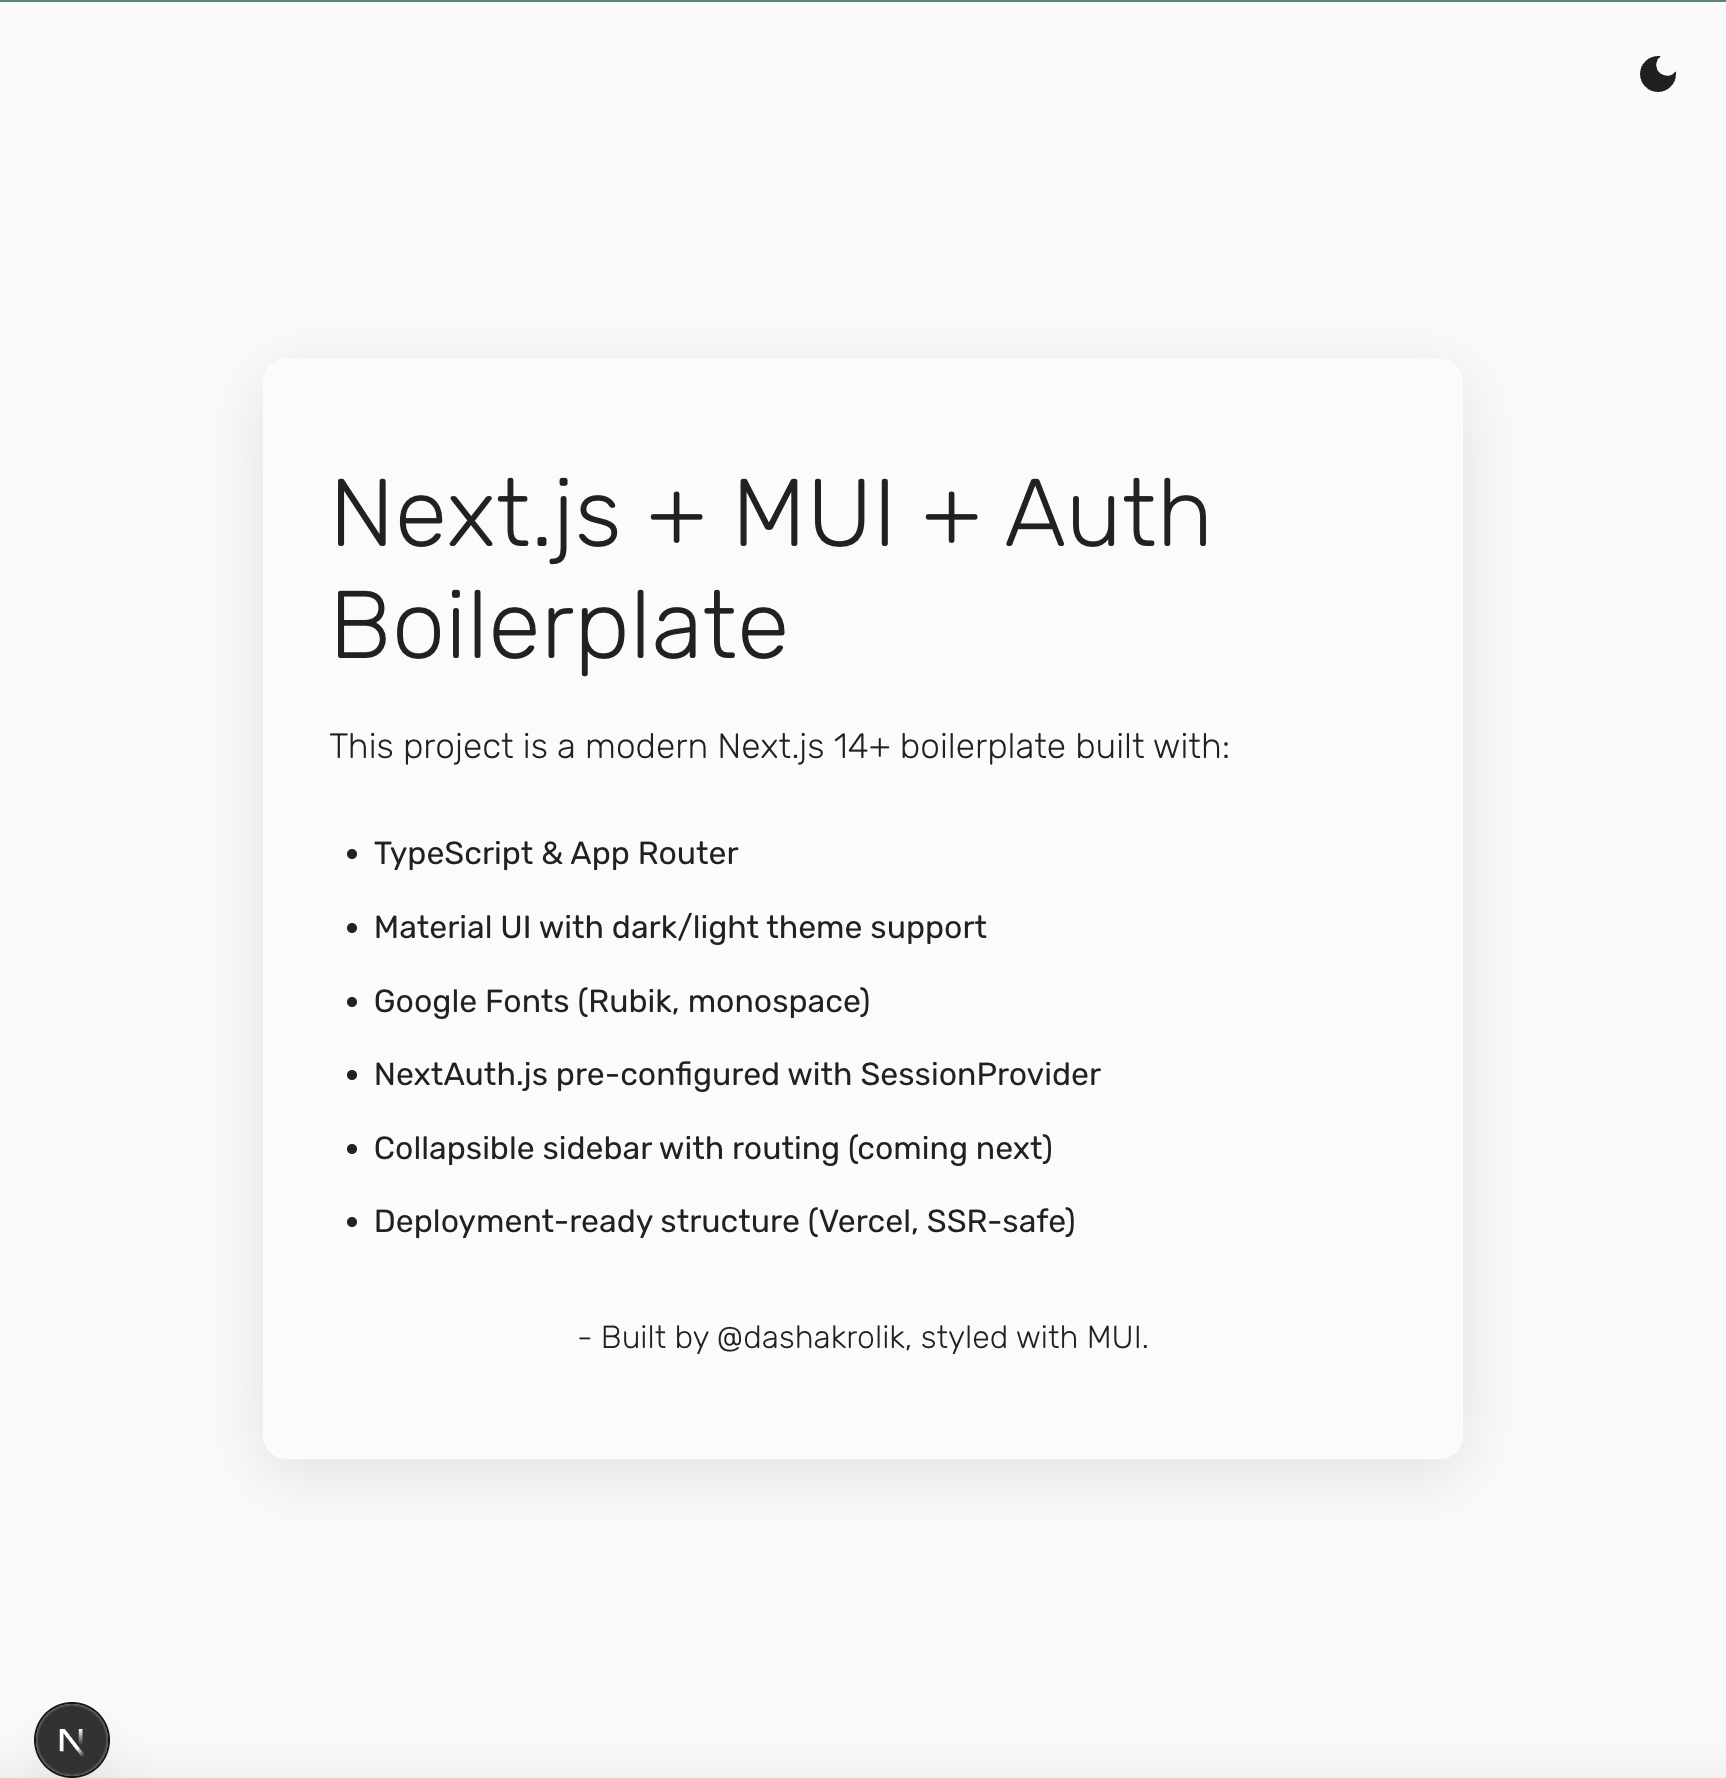 Next.js + MUI + Auth
Boilerplate
This project is a modern Next.js 14+ boilerplate built with:
• TypeScript & App Router
• Material UI with dark/light theme support
• Google Fonts (Rubik, monospace)
• NextAuth.js pre-configured with SessionProvider
• Collapsible sidebar with routing (coming next)
• Deployment-ready structure (Vercel, SSR-safe)
- Built by @dashakrolik, styled with MUI.
N